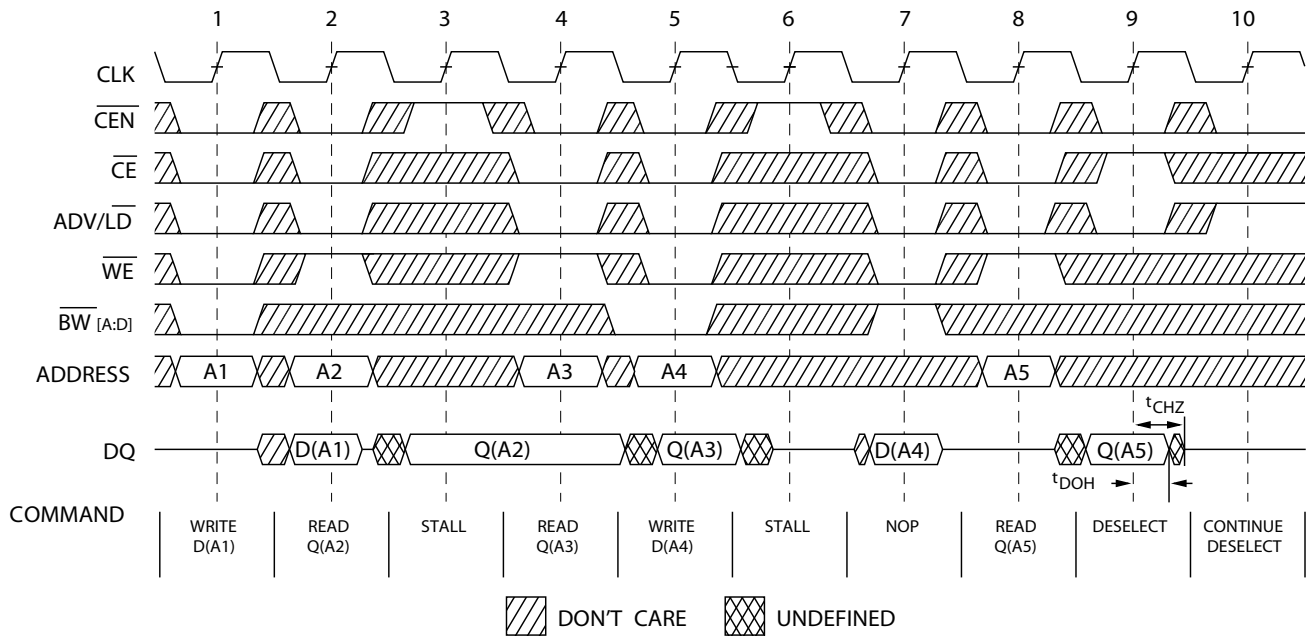 1 2 3 4 5 6 7 8 9 10
CLK
CEN
CE
ADV/LD
WE
BW [A:D]
ADDRESS A1 A2 A3 A4 A5
tCHZ
DQ D(A1) Q(A2) Q(A3) D(A4) Q(A5)
tDOH
COMMAND
WRITE READ STALL READ WRITE STALL NOP READ DESELECT CONTINUE
D(A1) Q(A2) Q(A3) D(A4) Q(A5) DESELECT
DON'T CARE UNDEFINED